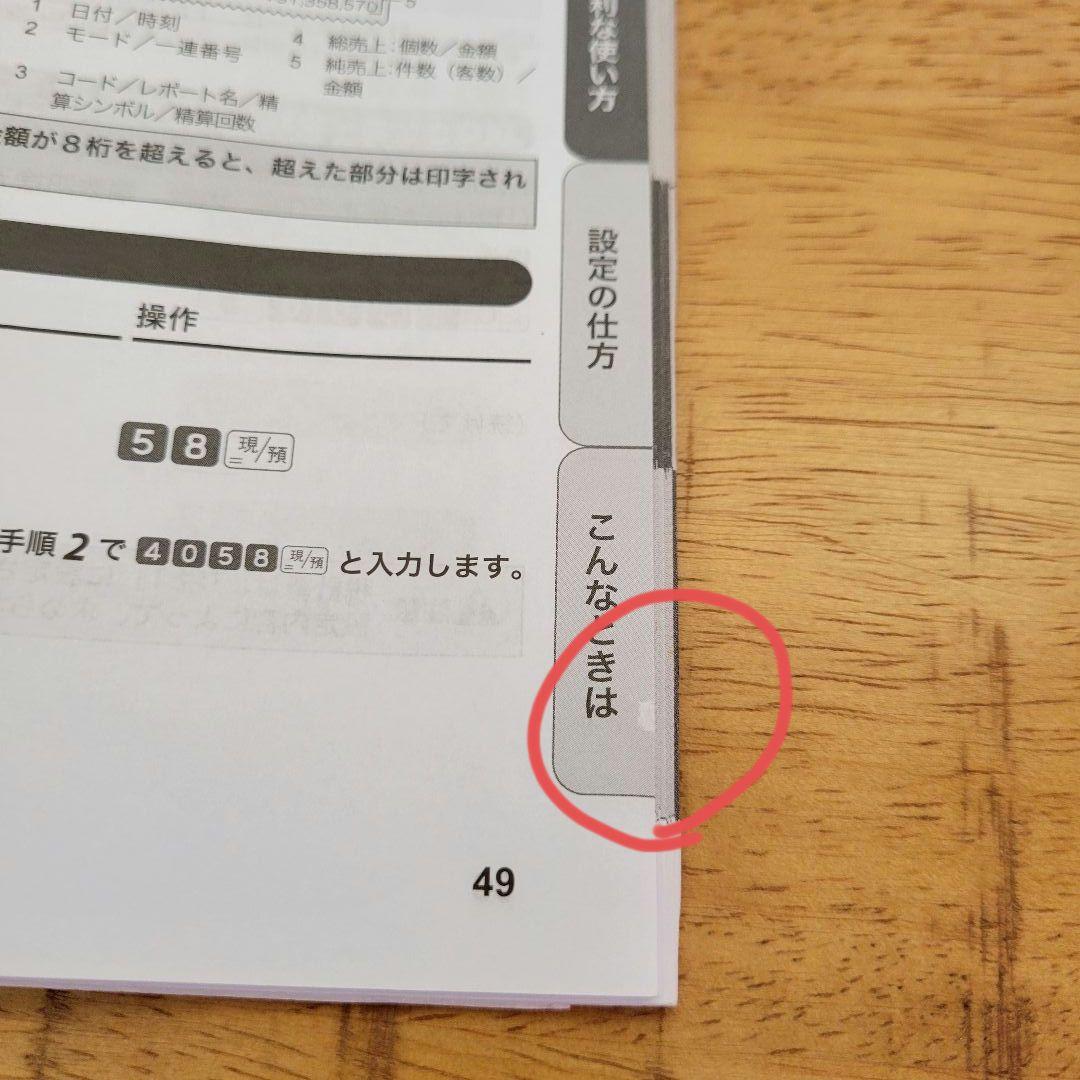 1 日付／時刻
2 モード／一連番号
3 コード／レポート名／精
算シンボル／精算回数
5
4 総売上：個数／金額
5 純売上：件数（客数）／
金額
額が８桁を超えると、超えた部分は印字され
操作
5 8 現/預
手順 2 で 4 0 5 8 現/預 と入力します。
49
利な使い方
設定の仕方
こんなときは